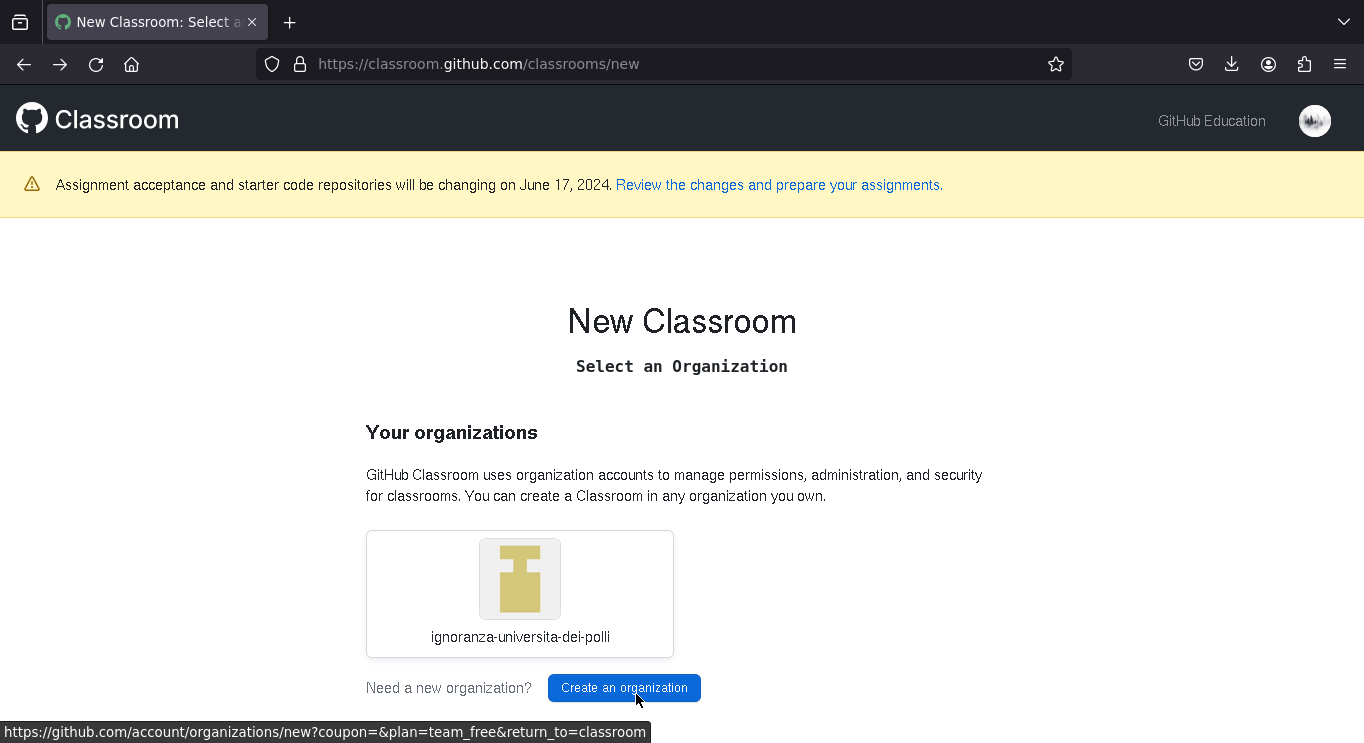 New Classroom: Select a
https://classroom.github.com/classrooms/new
Classroom
GitHub Education
Assignment acceptance and starter code repositories will be changing on June 17, 2024. Review the changes and prepare your assignments.
New Classroom
Select an Organization
Your organizations
GitHub Classroom uses organization accounts to manage permissions, administration, and security
for classrooms. You can create a Classroom in any organization you own.
ignoranza-universita-dei-polli
Need a new organization? Create an organization
https://github.com/account/organizations/new?coupon=&plan=team_free&return_to=classroom